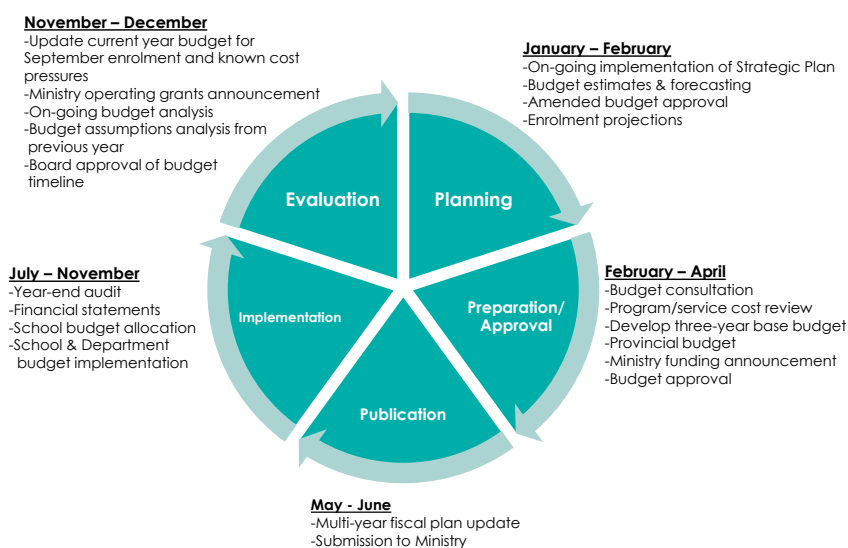 November – December
-Update current year budget for
September enrolment and known cost
pressures
-Ministry operating grants announcement
-On-going budget analysis
-Budget assumptions analysis from
previous year
-Board approval of budget
timeline
January – February
-On-going implementation of Strategic Plan
-Budget estimates & forecasting
-Amended budget approval
-Enrolment projections
Evaluation
Planning
July – November
-Year-end audit
-Financial statements
-School budget allocation
-School & Department
budget implementation
Implementation
Preparation/
Approval
February – April
-Budget consultation
-Program/service cost review
-Develop three-year base budget
-Provincial budget
-Ministry funding announcement
-Budget approval
Publication
May - June
-Multi-year fiscal plan update
-Submission to Ministry